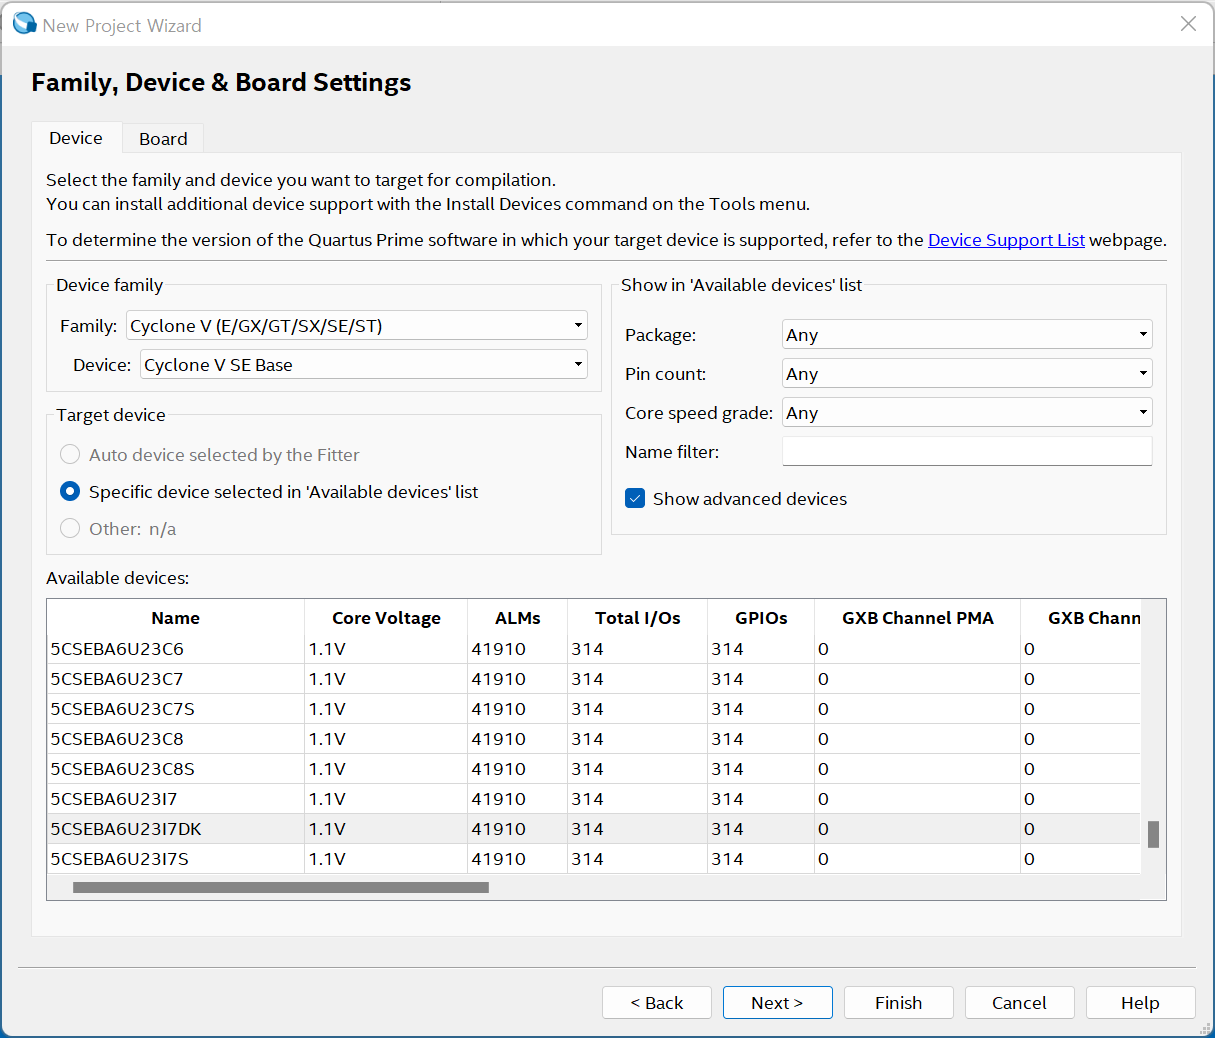 New Project Wizard
Family, Device & Board Settings
Device Board
Select the family and device you want to target for compilation.
You can install additional device support with the Install Devices command on the Tools menu.
To determine the version of the Quartus Prime software in which your target device is supported, refer to the Device Support List webpage.
Device family
Family: Cyclone V (E/GX/GT/SX/SE/ST)
Device: Cyclone V SE Base
Target device
Auto device selected by the Fitter
Specific device selected in 'Available devices' list
Other: n/a
Show in 'Available devices' list
Package: Any
Pin count: Any
Core speed grade: Any
Name filter:
Show advanced devices
Available devices:
Name Core Voltage ALMs Total I/Os GPIOs GXB Channel PMA GXB Chann
5CSEBA6U23C6 1.1V 41910 314 314 0 0
5CSEBA6U23C7 1.1V 41910 314 314 0 0
5CSEBA6U23C7S 1.1V 41910 314 314 0 0
5CSEBA6U23C8 1.1V 41910 314 314 0 0
5CSEBA6U23C8S 1.1V 41910 314 314 0 0
5CSEBA6U23I7 1.1V 41910 314 314 0 0
5CSEBA6U23I7DK 1.1V 41910 314 314 0 0
5CSEBA6U23I7S 1.1V 41910 314 314 0 0
< Back Next > Finish Cancel Help